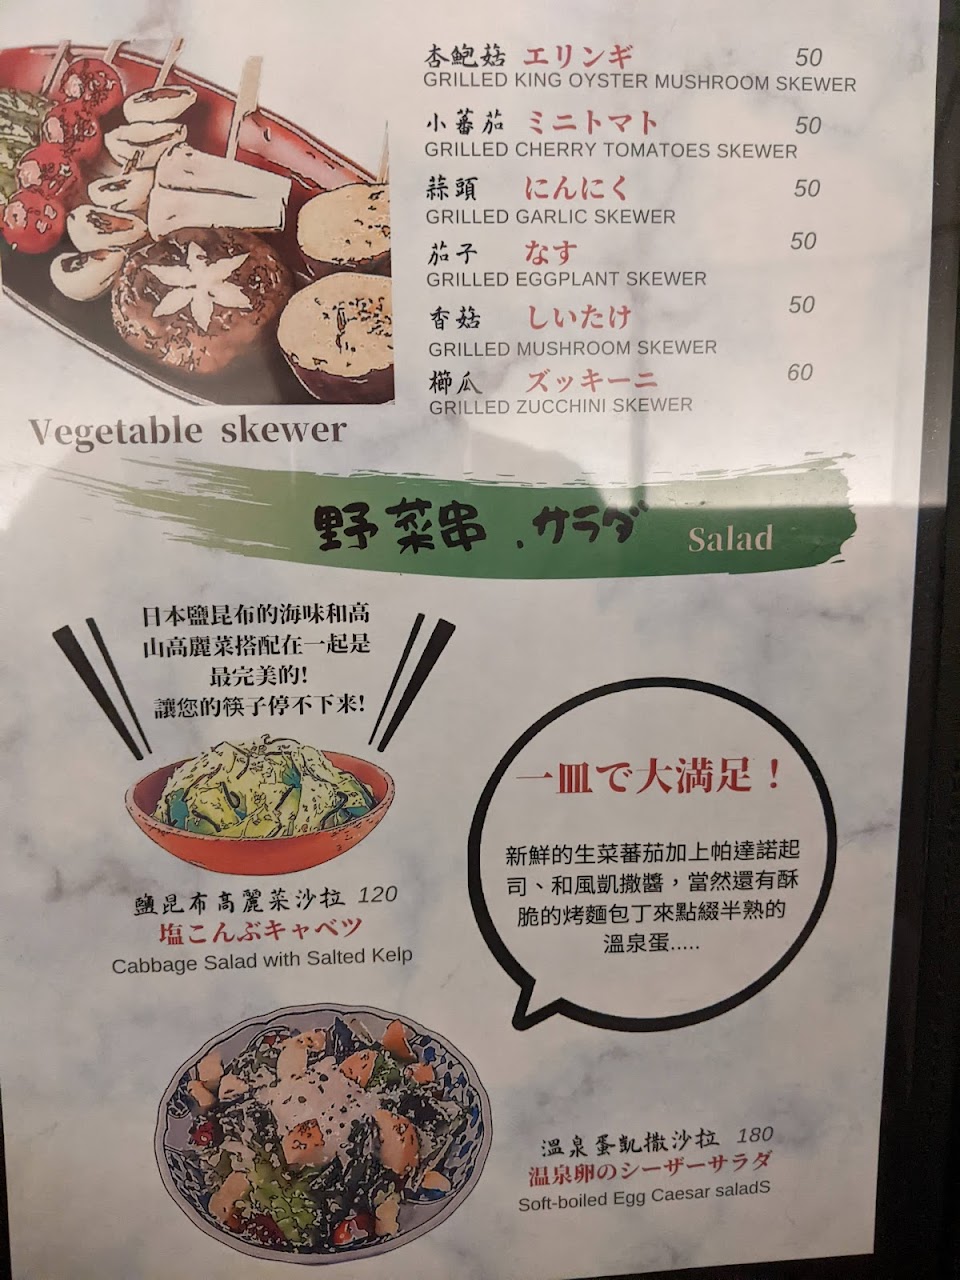 杏鮑菇 エリンギ 50
GRILLED KING OYSTER MUSHROOM SKEWER
小蕃茄 ミニトマト 50
GRILLED CHERRY TOMATOES SKEWER
蒜頭 にんにく 50
GRILLED GARLIC SKEWER
茄子 なす 50
GRILLED EGGPLANT SKEWER
香菇 しいたけ 50
GRILLED MUSHROOM SKEWER
櫛瓜 ズッキーニ 60
GRILLED ZUCCHINI SKEWER
Vegetable skewer
野菜串.サラダ Salad
日本鹽昆布的海味和高
山高麗菜搭配在一起是
最完美的!
讓您的筷子停不下来!
鹽昆布高麗菜沙拉 120
塩こんぶキャベツ
Cabbage Salad with Salted Kelp
一皿で大満足！
新鮮的生菜蕃茄加上帕達諾起
司、和風凱撒醬，當然還有酥
脆的烤麵包丁來點綴半熟的
溫泉蛋.....
溫泉蛋凱撒沙拉 180
温泉卵のシーザーサラダ
Soft-boiled Egg Caesar saladS